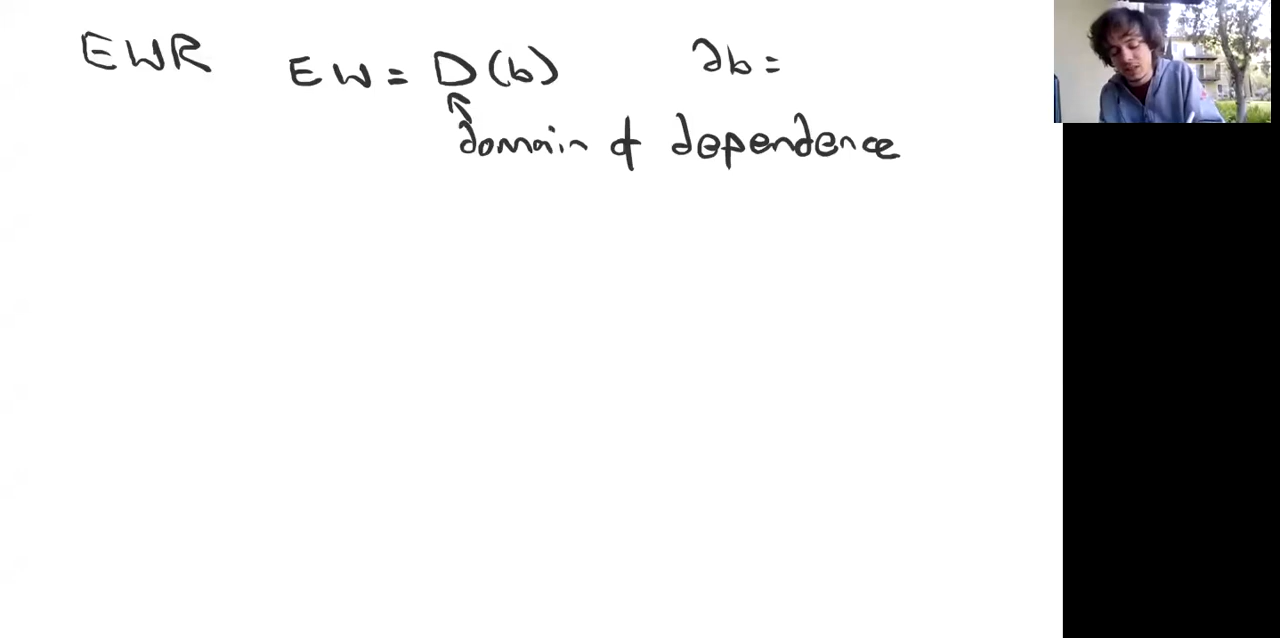 EWR EW = D(b) ∂b =
domain of dependence